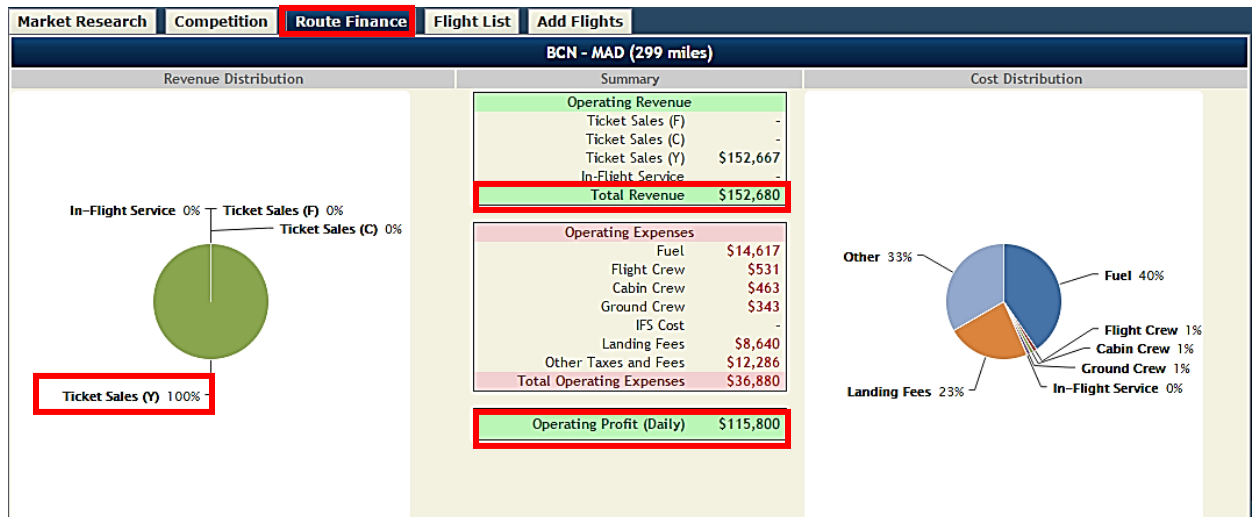 Market Research Competition Route Finance Flight List Add Flights
BCN - MAD (299 miles)
Revenue Distribution
In-Flight Service 0% Ticket Sales (F) 0%
Ticket Sales (C) 0%
Ticket Sales (Y) 100%
Summary
Operating Revenue
Ticket Sales (F) -
Ticket Sales (C) -
Ticket Sales (Y) $152,667
In-Flight Service -
Total Revenue $152,680
Operating Expenses
Fuel $14,617
Flight Crew $531
Cabin Crew $463
Ground Crew $343
IFS Cost -
Landing Fees $8,640
Other Taxes and Fees $12,286
Total Operating Expenses $36,880
Operating Profit (Daily) $115,800
Cost Distribution
Other 33%
Fuel 40%
Flight Crew 1%
Cabin Crew 1%
Ground Crew 1%
In-Flight Service 0%
Landing Fees 23%